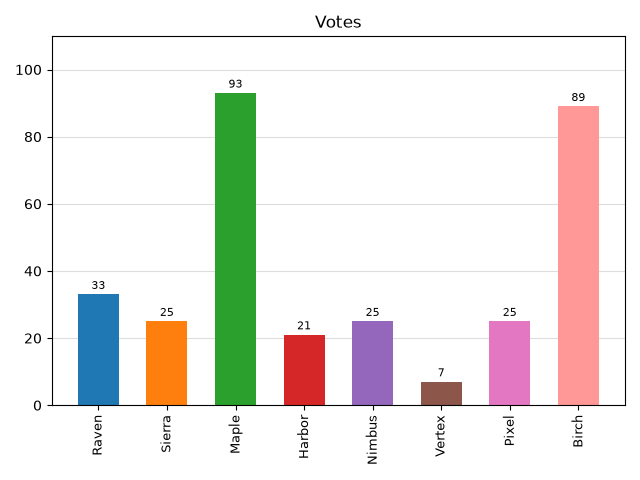 Votes
100
80
60
40
20
0
33
25
93
21
25
7
25
89
Raven
Sierra
Maple
Harbor
Nimbus
Vertex
Pixel
Birch